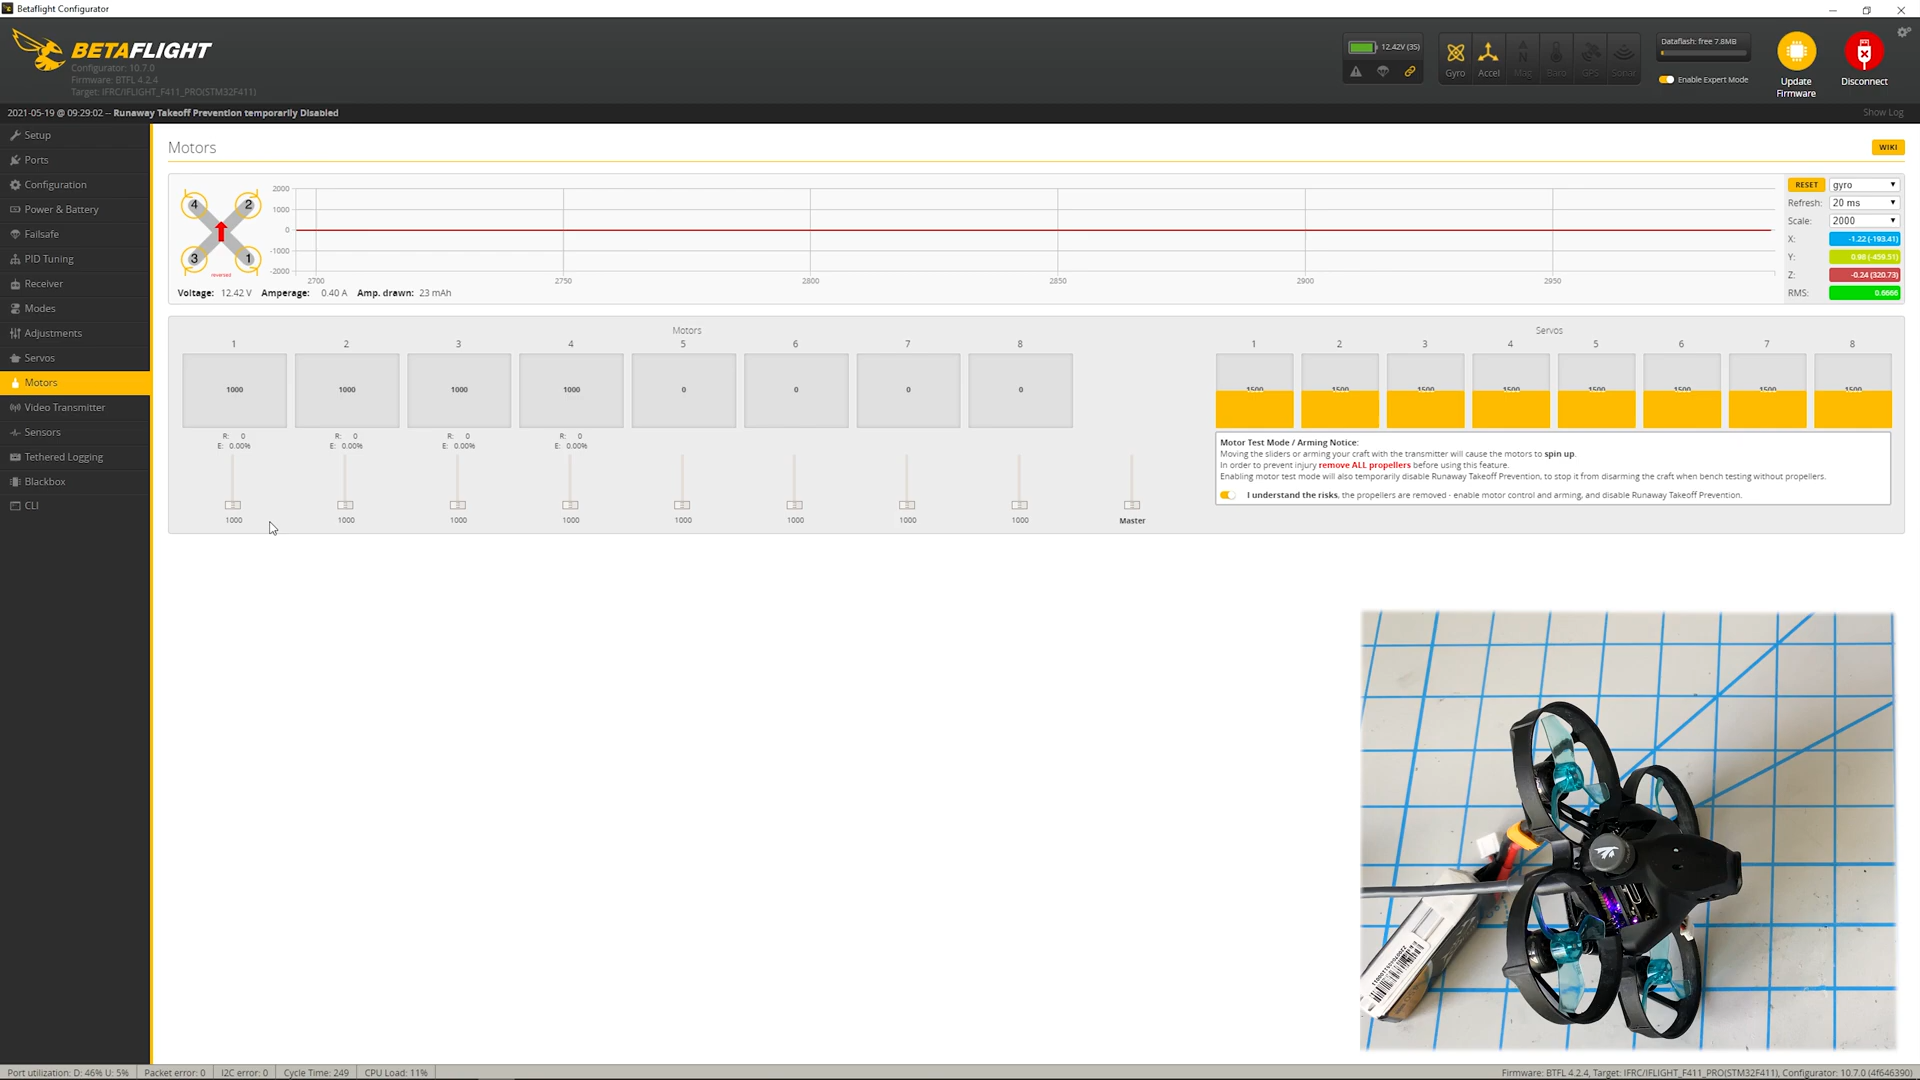 Betaflight Configurator
BETAFLIGHT
Configurator: 10.7.0
Firmware: BTFL 4.2.4
Target: IFRC/IFLIGHT_F411_PRO(STM32F411)
12.42V (3S)
Gyro
Accel
Mag
Baro
GPS
Sonar
Dataflash: free 7.8MB
Enable Expert Mode
Update
Firmware
Disconnect
2021-05-19 @ 09:29:02 -- Runaway Takeoff Prevention temporarily Disabled
Show Log
Setup
Ports
Configuration
Power & Battery
Failsafe
PID Tuning
Receiver
Modes
Adjustments
Servos
Motors
Video Transmitter
Sensors
Tethered Logging
Blackbox
CLI
Motors
WIKI
4
2
3
1
reversed
2000
1000
0
-1000
-2000
2700
2750
2800
2850
2900
2950
Voltage: 12.42 V Amperage: 0.40 A Amp. drawn: 23 mAh
RESET gyro
Refresh: 20 ms
Scale: 2000
X: -1.22 (-193.41)
Y: 0.98 (-459.51)
Z: -0.24 (320.73)
RMS: 0.6666
Motors
1 2 3 4 5 6 7 8
1000 1000 1000 1000 0 0 0 0
R: 0 R: 0 R: 0 R: 0
E: 0.00% E: 0.00% E: 0.00% E: 0.00%
1000 1000 1000 1000 1000 1000 1000 1000 Master
Servos
1 2 3 4 5 6 7 8
1500 1500 1500 1500 1500 1500 1500 1500
Motor Test Mode / Arming Notice:
Moving the sliders or arming your craft with the transmitter will cause the motors to spin up.
In order to prevent injury remove ALL propellers before using this feature.
Enabling motor test mode will also temporarily disable Runaway Takeoff Prevention, to stop it from disarming the craft when bench testing without propellers.
I understand the risks, the propellers are removed - enable motor control and arming, and disable Runaway Takeoff Prevention.
Port utilization: D: 46% U: 5%
Packet error: 0
I2C error: 0
Cycle Time: 249
CPU Load: 11%
Firmware: BTFL 4.2.4, Target: IFRC/IFLIGHT_F411_PRO(STM32F411), Configurator: 10.7.0 (4f646390)